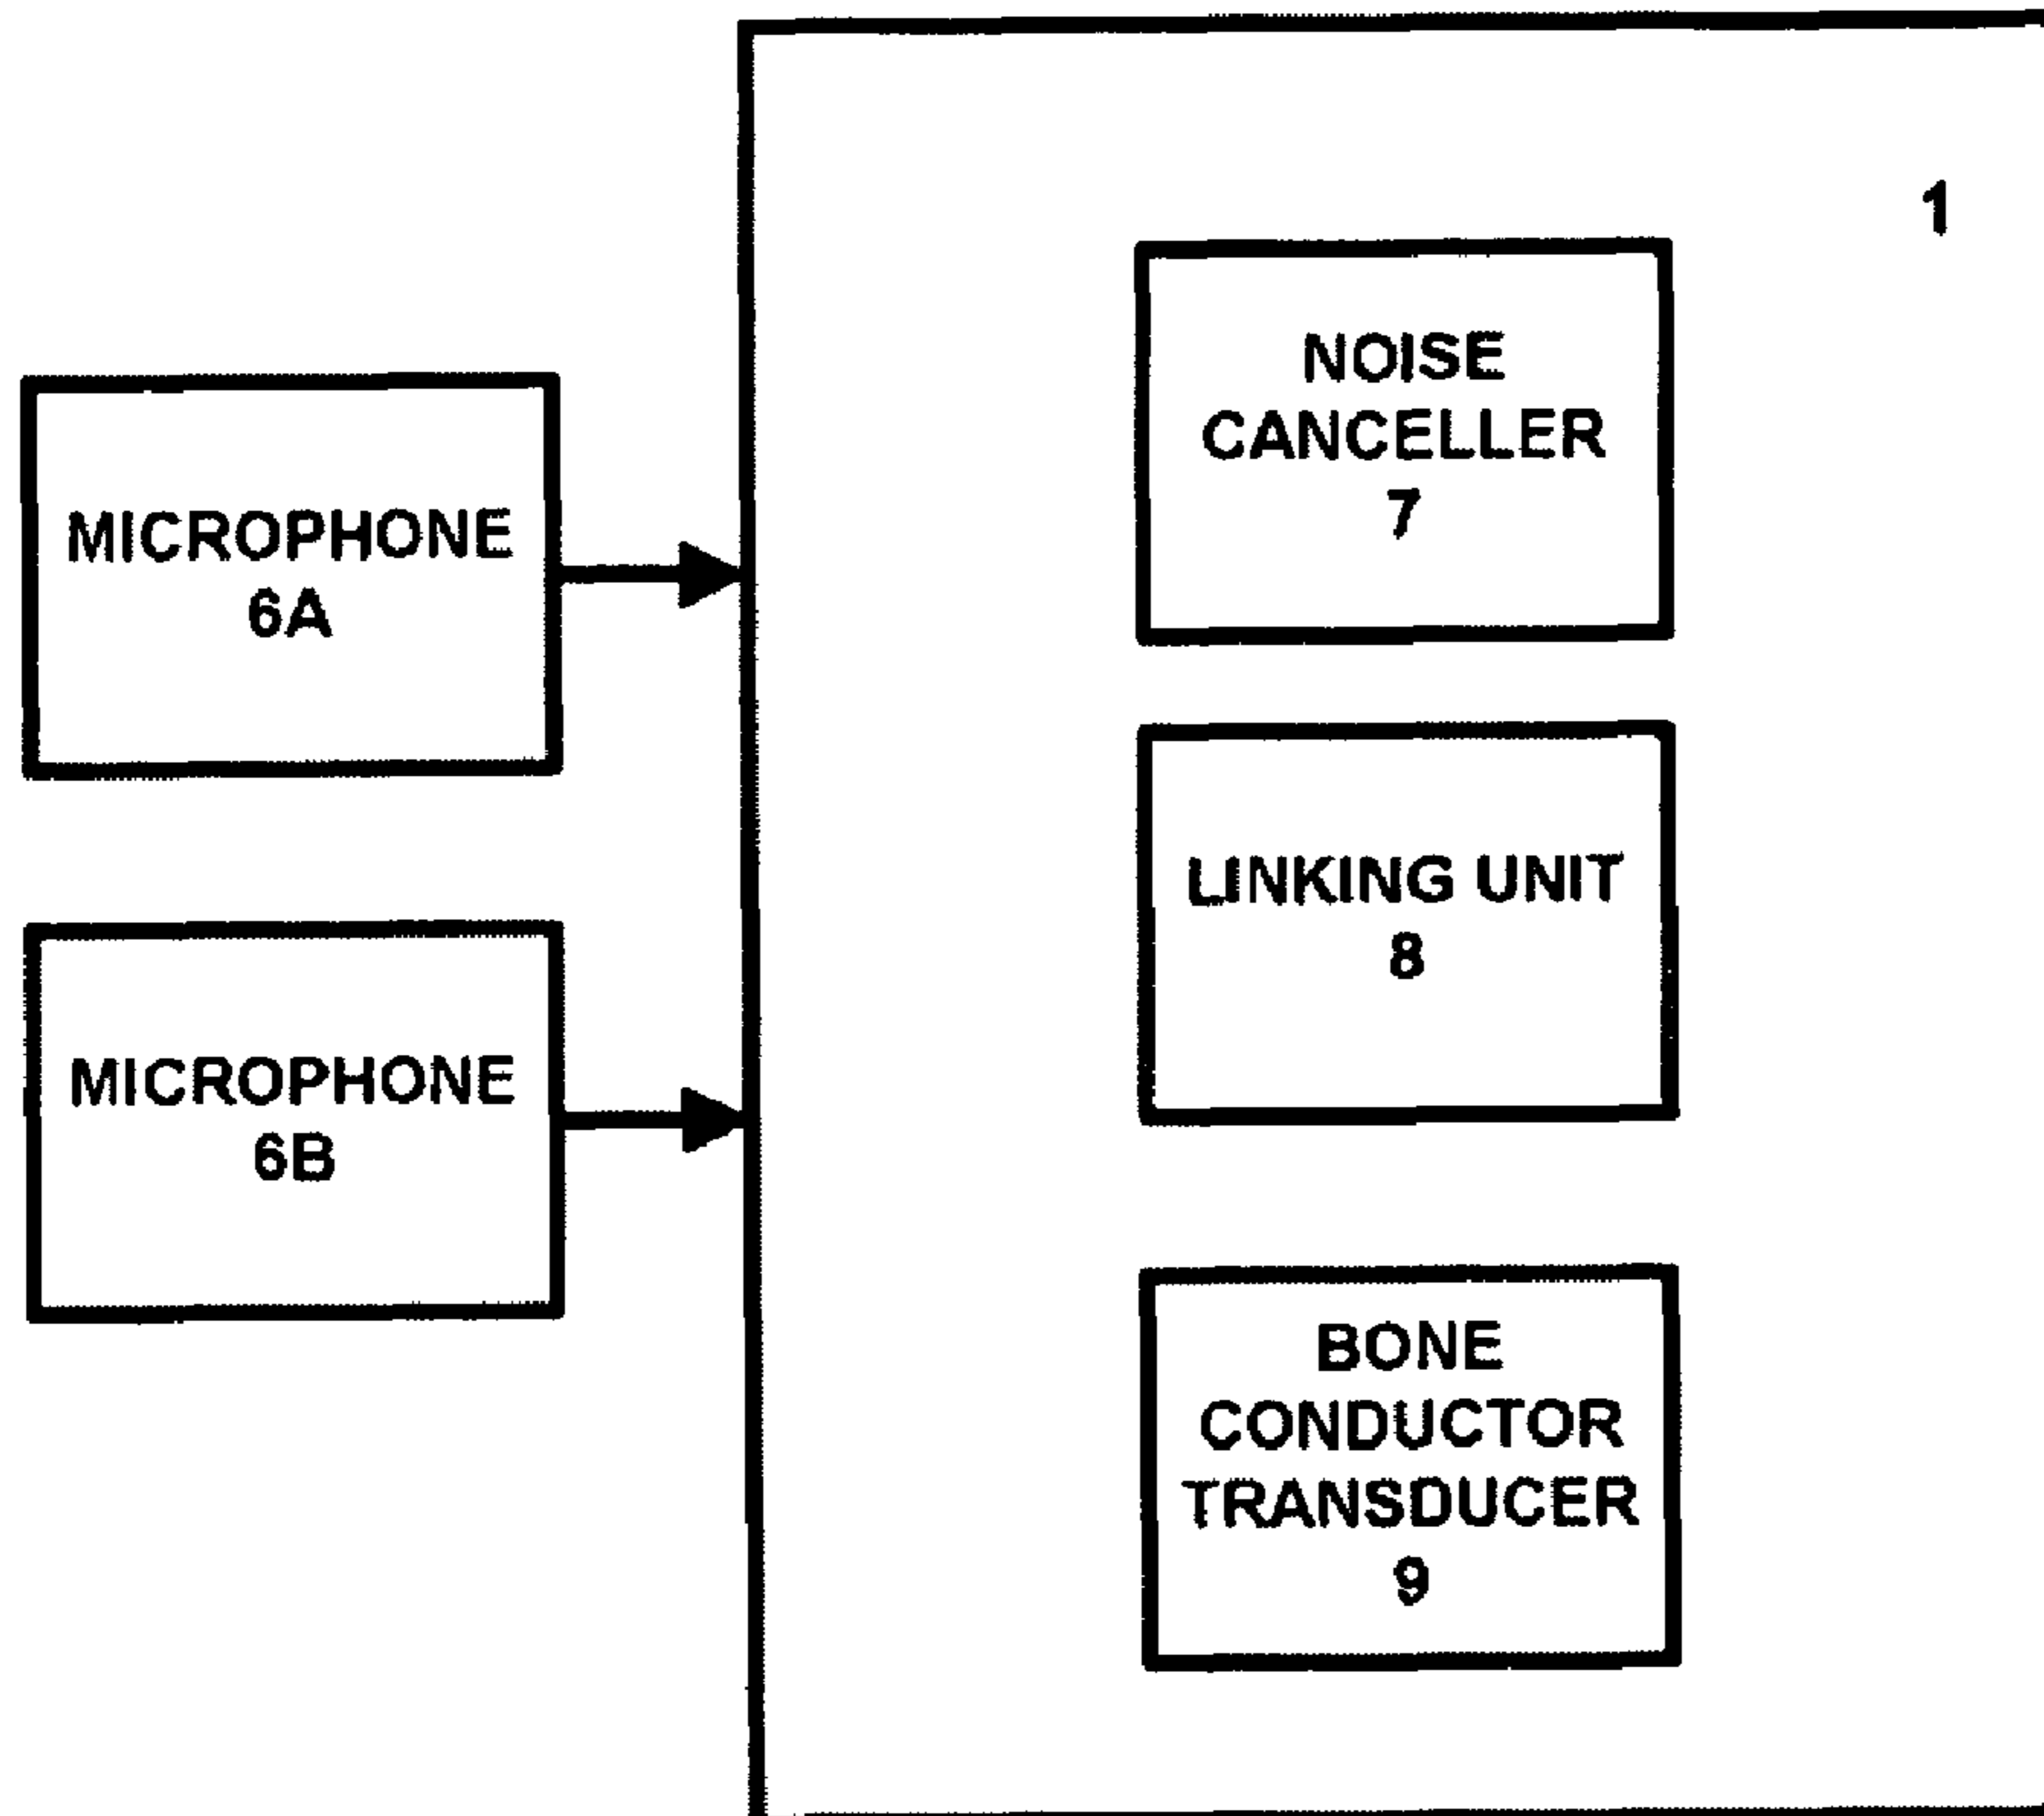 1
NOISE
CANCELLER
7
MICROPHONE
6A
LINKING UNIT
8
MICROPHONE
6B
BONE
CONDUCTOR
TRANSDUCER
9